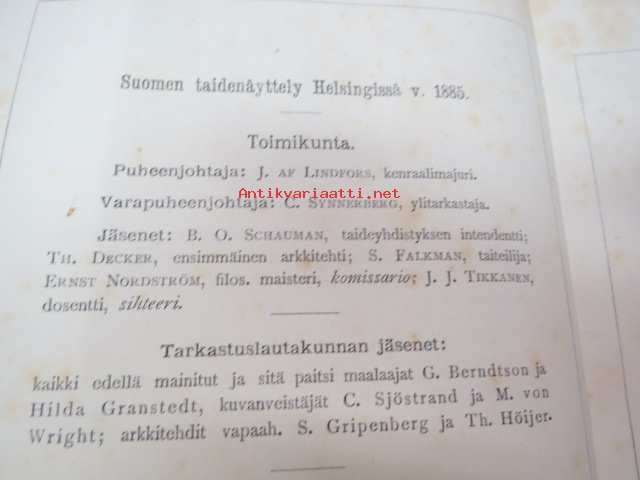 Suomen taidenäyttely Helsingissä v. 1885.
Toimikunta.
Puheenjohtaja: J. AF LINDFORS, kenraalimajuri.
Antikvariaatti.net
Varapuheenjohtaja: C. SYNNERBERG, ylitarkastaja.
Jäsenet: B. O. SCHAUMAN, taideyhdistyksen intendentti;
TH. DECKER, ensimmäinen arkkitehti; S. FALKMAN, taiteilija;
ERNST NORDSTRÖM, filos. maisteri, komissario; J. J. TIKKANEN,
dosentti, sihteeri.
Tarkastuslautakunnan jäsenet:
kaikki edellä mainitut ja sitä paitsi maalaajat G. Berndtson ja
Hilda Granstedt, kuvanveistäjät C. Sjöstrand ja M. von
Wright; arkkitehdit vapaah. S. Gripenberg ja Th. Höijer.